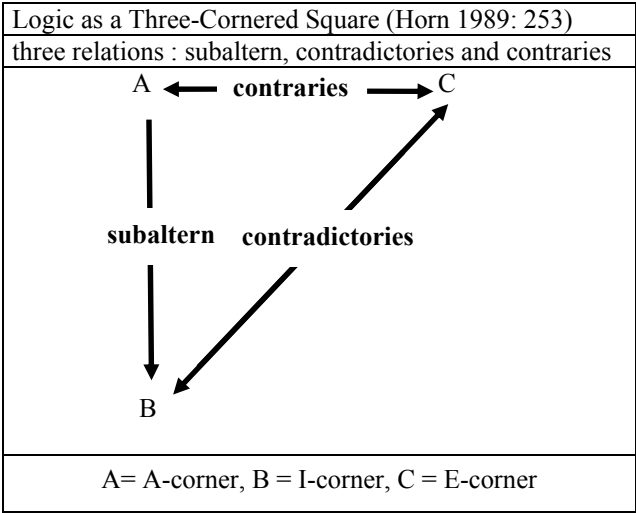 Logic as a Three-Cornered Square (Horn 1989: 253)
three relations : subaltern, contradictories and contraries
A contraries C
subaltern contradictories
B
A= A-corner, B = I-corner, C = E-corner